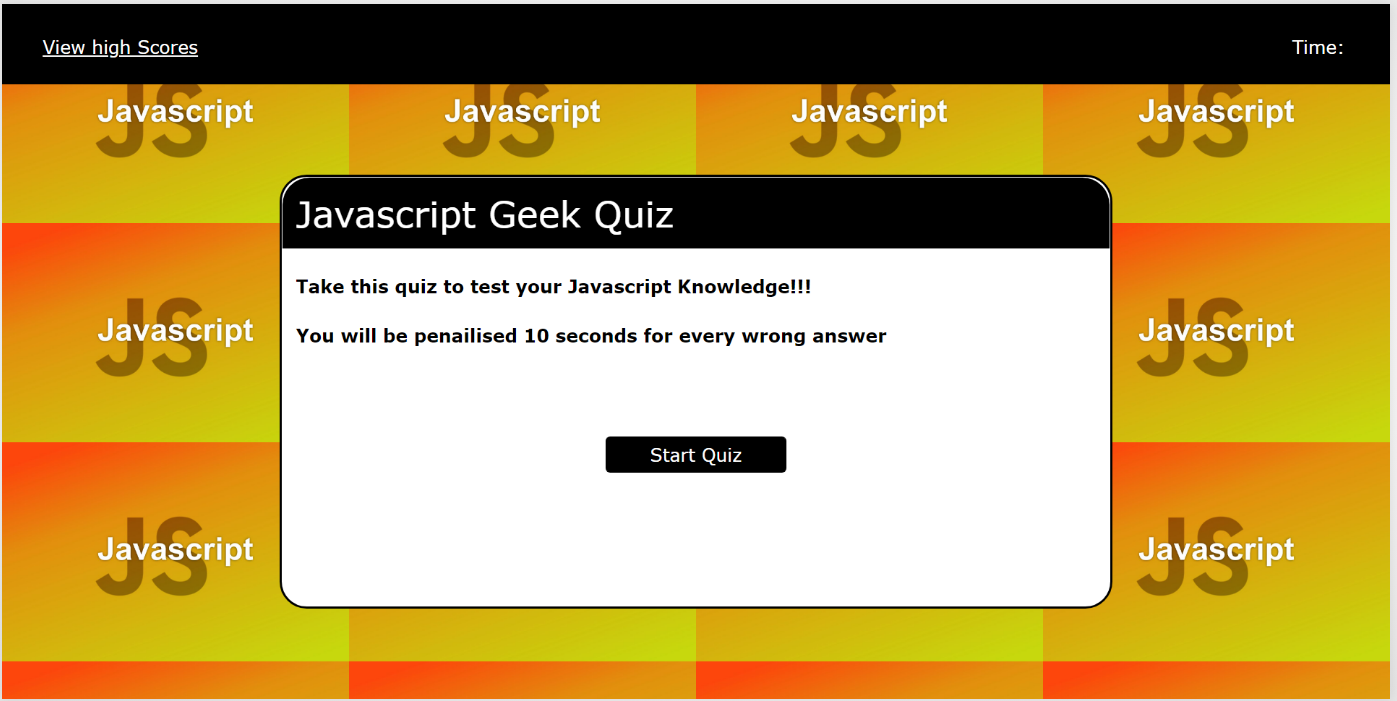 View high Scores
Time:
Javascript Javascript Javascript Javascript
JS JS JS JS
Javascript Geek Quiz
Take this quiz to test your Javascript Knowledge!!!
You will be penailised 10 seconds for every wrong answer
Javascript Javascript
JS JS
Start Quiz
Javascript Javascript
JS JS